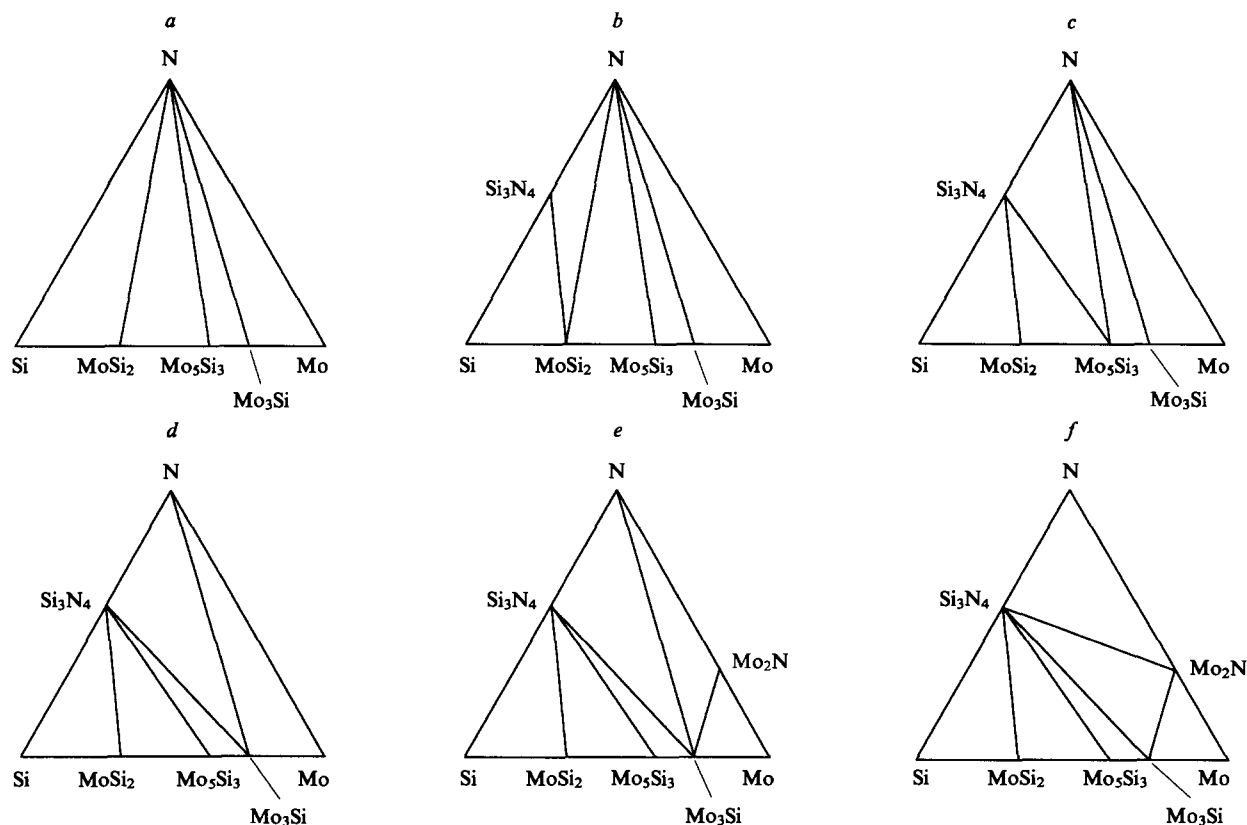 a b c
N N N
Si₃N₄ Si₃N₄
Si MoSi₂ Mo₅Si₃ Mo Si MoSi₂ Mo₅Si₃ Mo Si MoSi₂ Mo₅Si₃ Mo
Mo₃Si Mo₃Si Mo₃Si
d e f
N N N
Si₃N₄ Si₃N₄ Si₃N₄
Mo₂N Mo₂N
Si MoSi₂ Mo₅Si₃ Mo Si MoSi₂ Mo₅Si₃ Mo Si MoSi₂ Mo₅Si₃ Mo
Mo₃Si Mo₃Si Mo₃Si